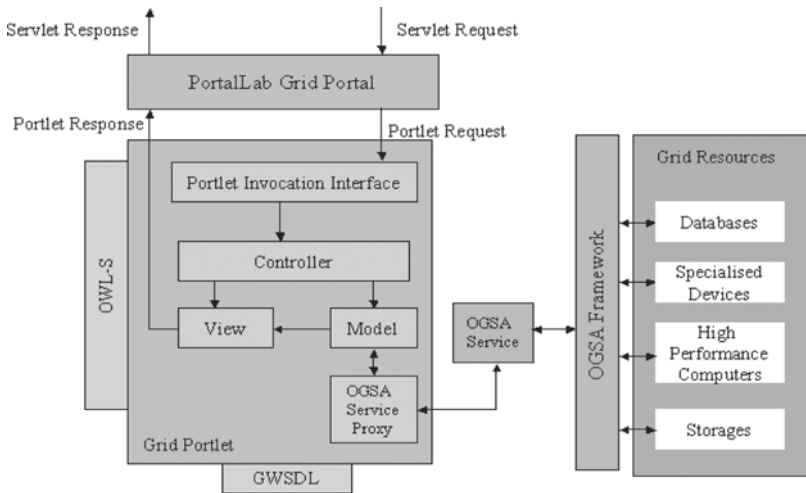 Servlet Response
Servlet Request
PortalLab Grid Portal
Portlet Response
Portlet Request
Portlet Invocation Interface
Controller
View
Model
OGSA
Service
Proxy
Grid Portlet
OWL-S
GWSDL
OGSA
Service
OGSA Framework
Grid Resources
Databases
Specialised
Devices
High
Performance
Computers
Storages